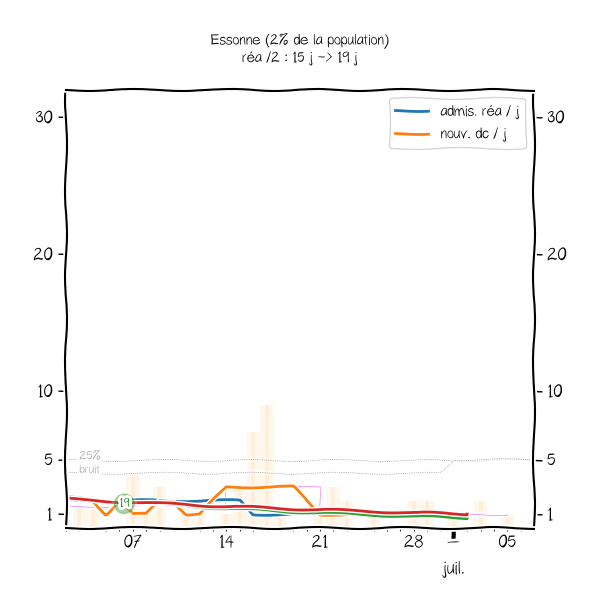 Essonne (2% de la population)
réa /2 : 15 j -> 19 j
admis. réa / j
nouv. dc / j
30
30
20
20
10
10
5
5
25%
bruit
19
1
1
07
14
21
28
05
juil.